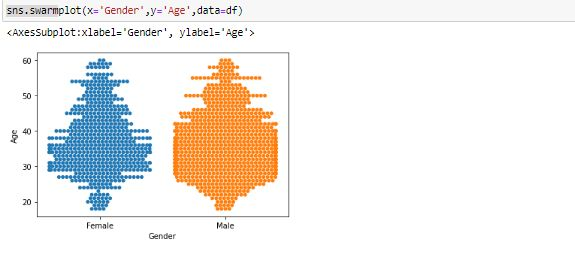 sns.swarmplot(x='Gender',y='Age',data=df)
<AxesSubplot:xlabel='Gender', ylabel='Age'>
60
50
40
30
20
Age
Female
Male
Gender